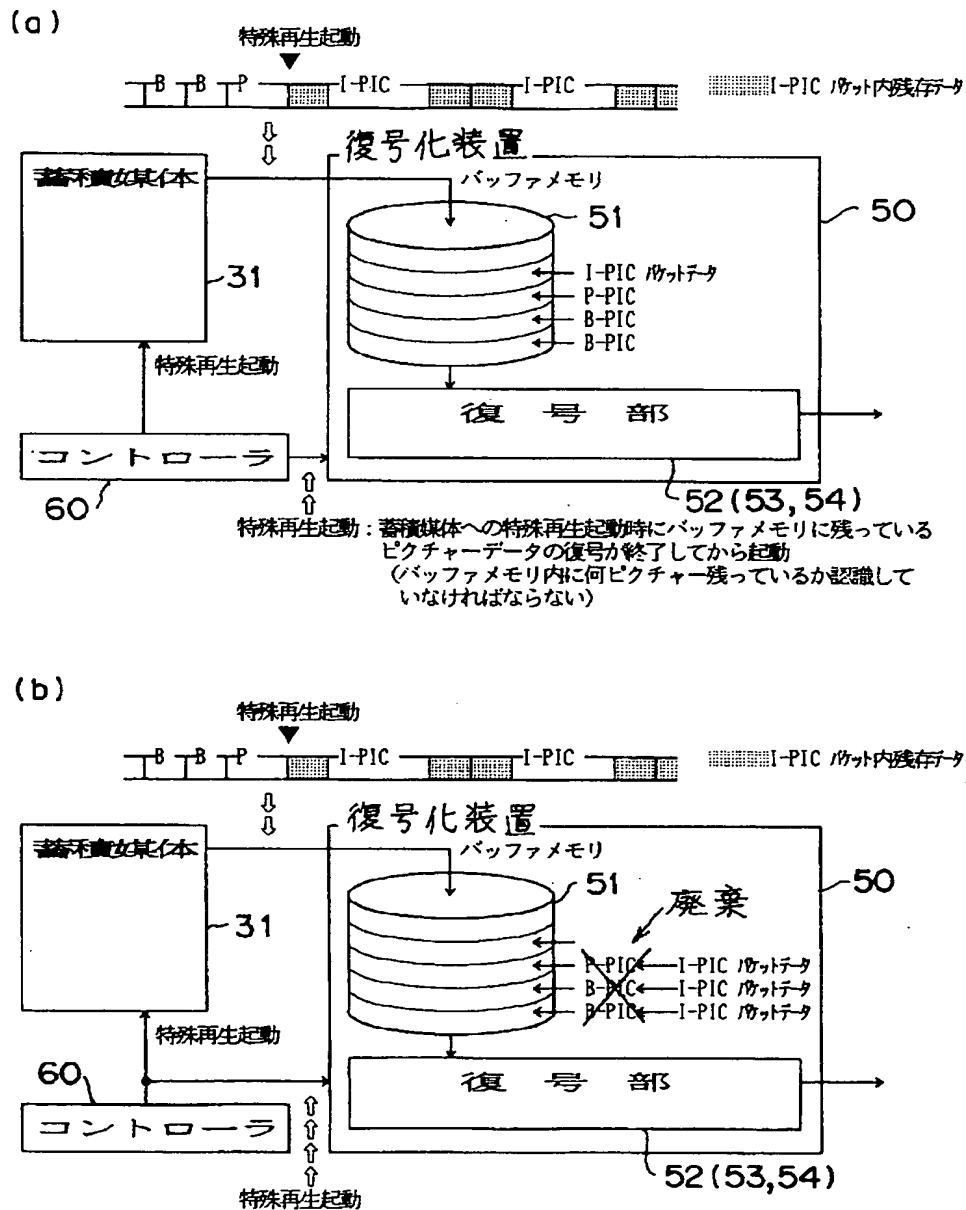 (a)
特殊再生起動
B B P I-PIC I-PIC I-PIC パケット内残存データ
復号化装置
蓄積媒体
バッファメモリ
51
50
31
I-PIC パケットデータ
P-PIC
B-PIC
B-PIC
特殊再生起動
復号部
コントローラ
60
52(53,54)
特殊再生起動：蓄積媒体への特殊再生起動時にバッファメモリに残っている
ピクチャーデータの復号が終了してから起動
(バッファメモリ内に何ピクチャー残っているか認識して
いなければならない)
(b)
特殊再生起動
B B P I-PIC I-PIC I-PIC パケット内残存データ
復号化装置
蓄積媒体
バッファメモリ
51
50
廃棄
31
P-PIC I-PIC パケットデータ
B-PIC I-PIC パケットデータ
B-PIC I-PIC パケットデータ
特殊再生起動
60
復号部
コントローラ
52(53,54)
特殊再生起動